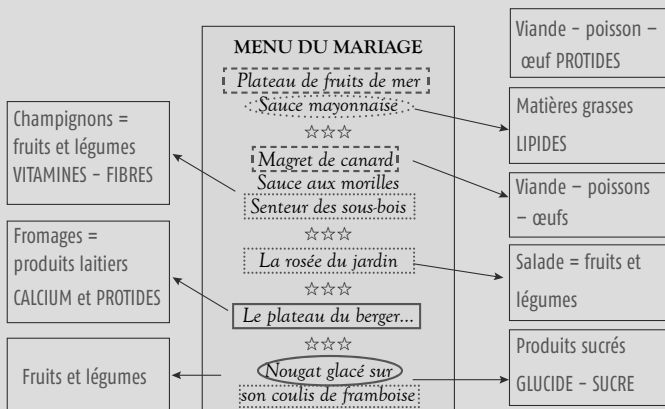 MENU DU MARIAGE
Plateau de fruits de mer
Sauce mayonnaise
☆☆☆
Magret de canard
Sauce aux morilles
Senteur des sous-bois
☆☆☆
La rosée du jardin
☆☆☆
Le plateau du berger...
☆☆☆
Nougat glacé sur
son coulis de framboise
Champignons =
fruits et légumes
VITAMINES – FIBRES
Fromages =
produits laitiers
CALCIUM et PROTIDES
Fruits et légumes
Viande – poisson –
œuf PROTIDES
Matières grasses
LIPIDES
Viande – poissons
– œufs
Salade = fruits et
légumes
Produits sucrés
GLUCIDE – SUCRE